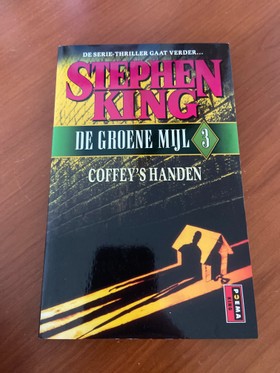 DE SERIE-THRILLER GAAT VERDER...
STEPHEN
KING
DE GROENE MIJL 3
COFFEY'S HANDEN
POEMA